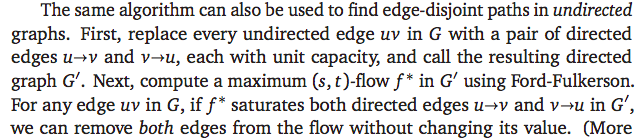 The same algorithm can also be used to find edge-disjoint paths in undirected
graphs. First, replace every undirected edge uv in G with a pair of directed
edges u→v and v→u, each with unit capacity, and call the resulting directed
graph G′. Next, compute a maximum (s, t)-flow f* in G′ using Ford-Fulkerson.
For any edge uv in G, if f* saturates both directed edges u→v and v→u in G′,
we can remove both edges from the flow without changing its value. (More,